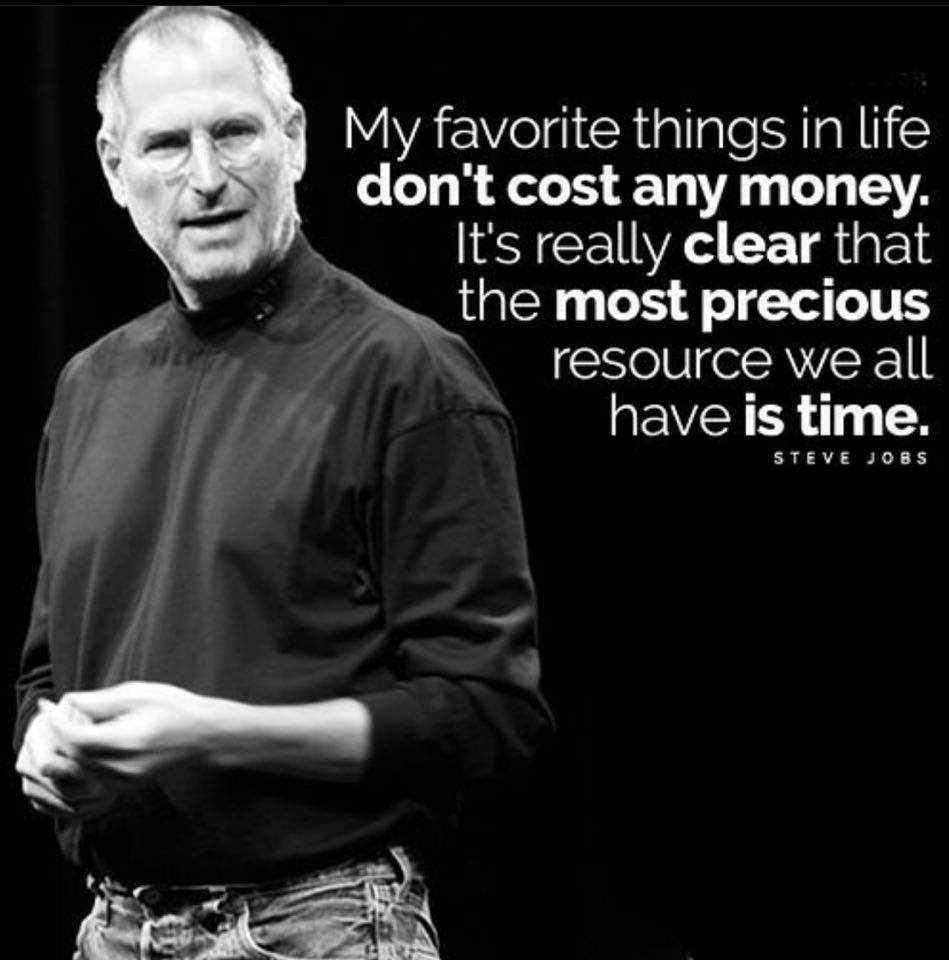 My favorite things in life
don't cost any money.
It's really clear that
the most precious
resource we all
have is time.
STEVE JOBS